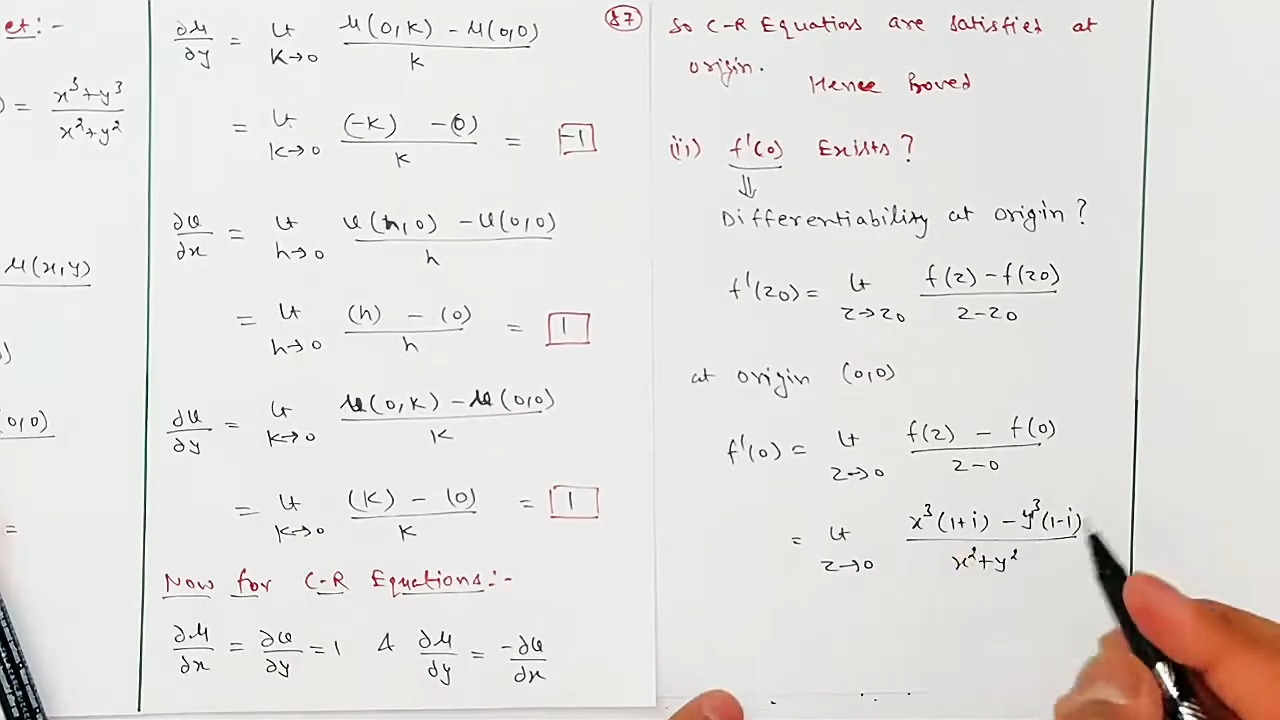 et:-
) = x³+y³ / x²+y²
u(x,y)
)
(0,0)
=
∂u/∂y = Lt k→0 u(0,k) - u(0,0) / k
= Lt k→0 (-k) - (0) / k = -1
∂v/∂x = Lt h→0 v(h,0) - v(0,0) / h
= Lt h→0 (h) - (0) / h = 1
∂v/∂y = Lt k→0 v(0,k) - v(0,0) / k
= Lt k→0 (k) - (0) / k = 1
Now for C-R Equations:-
∂u/∂x = ∂v/∂y = 1 & ∂u/∂y = -∂v/∂x
87
So C-R Equations are satisfied at
origin.
Hence Proved
(ii) f'(0) Exists?
⇓
Differentiability at origin?
f'(z0) = Lt z→z0 f(z) - f(z0) / z-z0
at origin (0,0)
f'(0) = Lt z→0 f(z) - f(0) / z-0
= Lt z→0 x³(1+i) - y³(1-i) / x²+y²